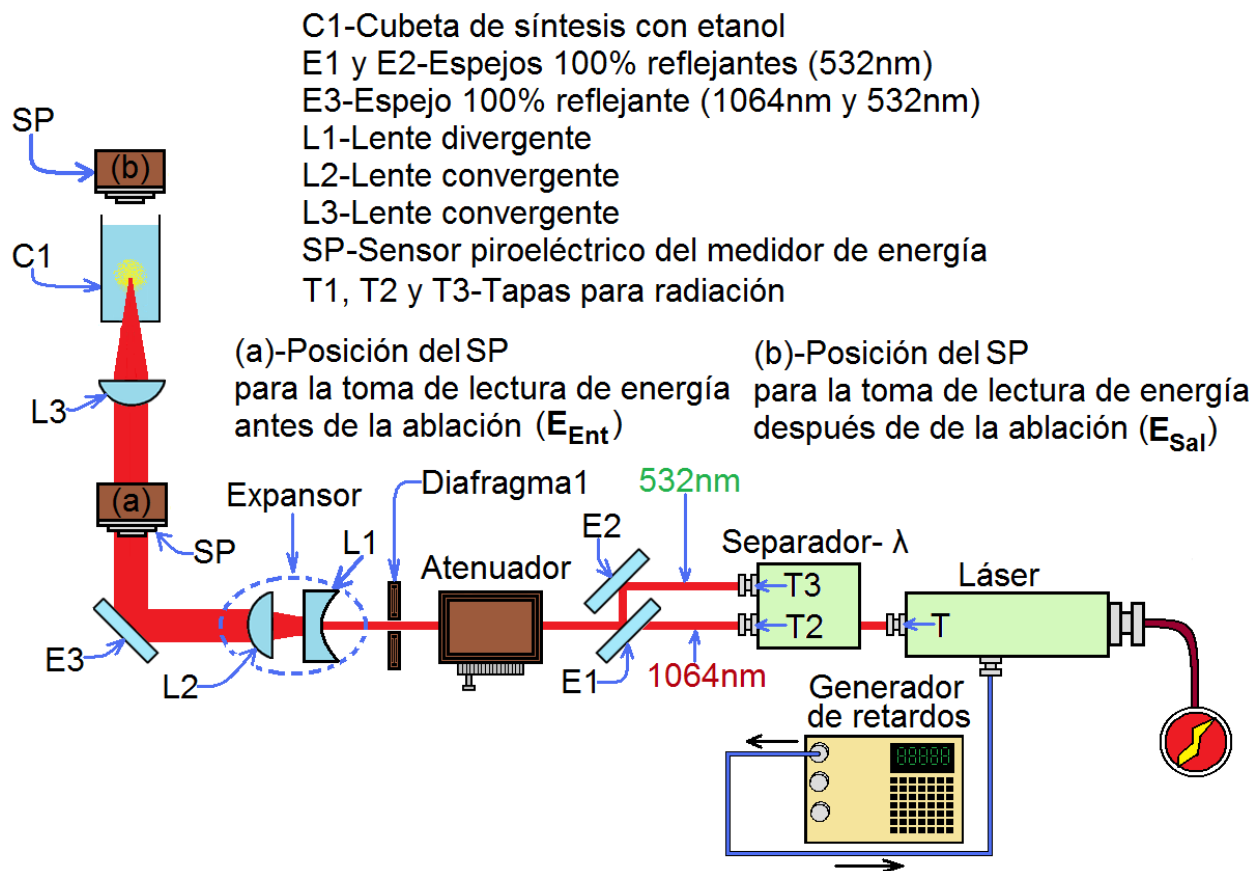 C1-Cubeta de síntesis con etanol
E1 y E2-Espejos 100% reflejantes (532nm)
E3-Espejo 100% reflejante (1064nm y 532nm)
L1-Lente divergente
L2-Lente convergente
L3-Lente convergente
SP-Sensor piroeléctrico del medidor de energía
T1, T2 y T3-Tapas para radiación
SP
(b)
C1
(a)-Posición del SP
para la toma de lectura de energía
antes de la ablación (E_Ent)
(b)-Posición del SP
para la toma de lectura de energía
después de de la ablación (E_Sal)
L3
(a)
SP
Expansor
L1
Diafragma1
532nm
E2
Atenuador
Separador- λ
Láser
T3
T2
T
E3
L2
E1
1064nm
Generador
de retardos